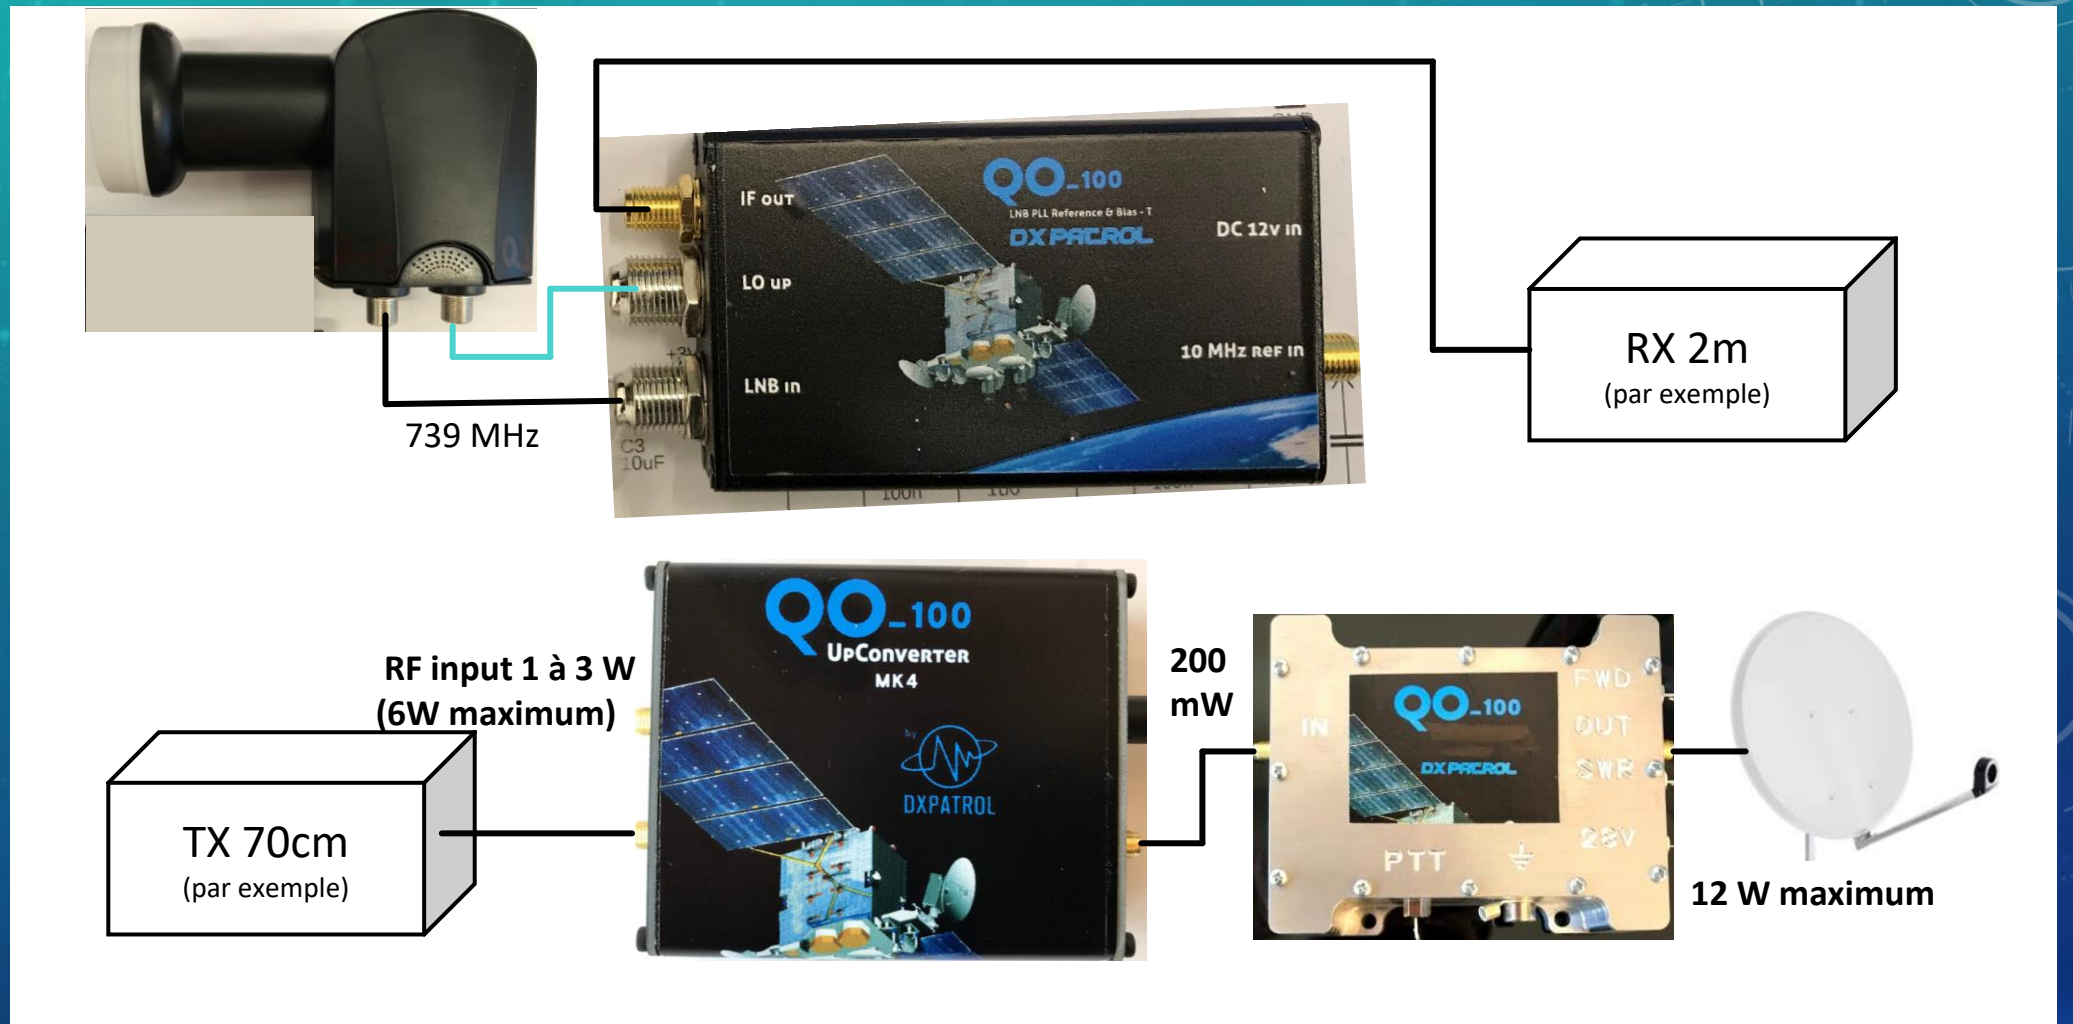 QO-100
LNB PLL Reference & Bias - T
DX PATROL
IF OUT
LO UP
LNB IN
DC 12V IN
10 MHz REF IN
+3V
C3
10uF
100n
739 MHz
RX 2m
(par exemple)
RF input 1 à 3 W
(6W maximum)
TX 70cm
(par exemple)
QO-100
UpConverter
MK4
by
DXPATROL
200
mW
IN
FWD
OUT
SWR
28V
PTT
QO-100
DX PATROL
12 W maximum